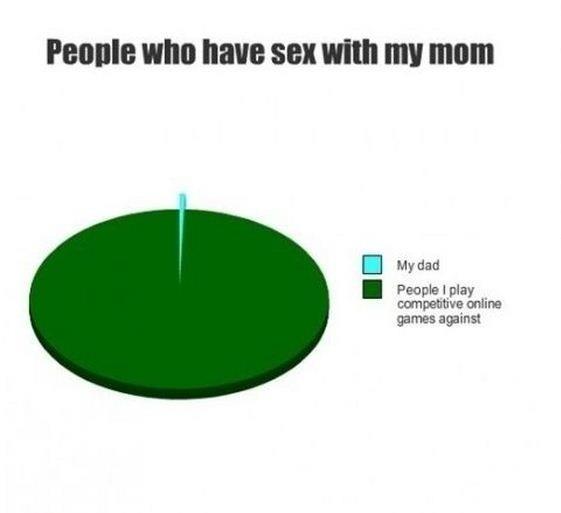 People who have sex with my mom
My dad
People I play
competitive online
games against